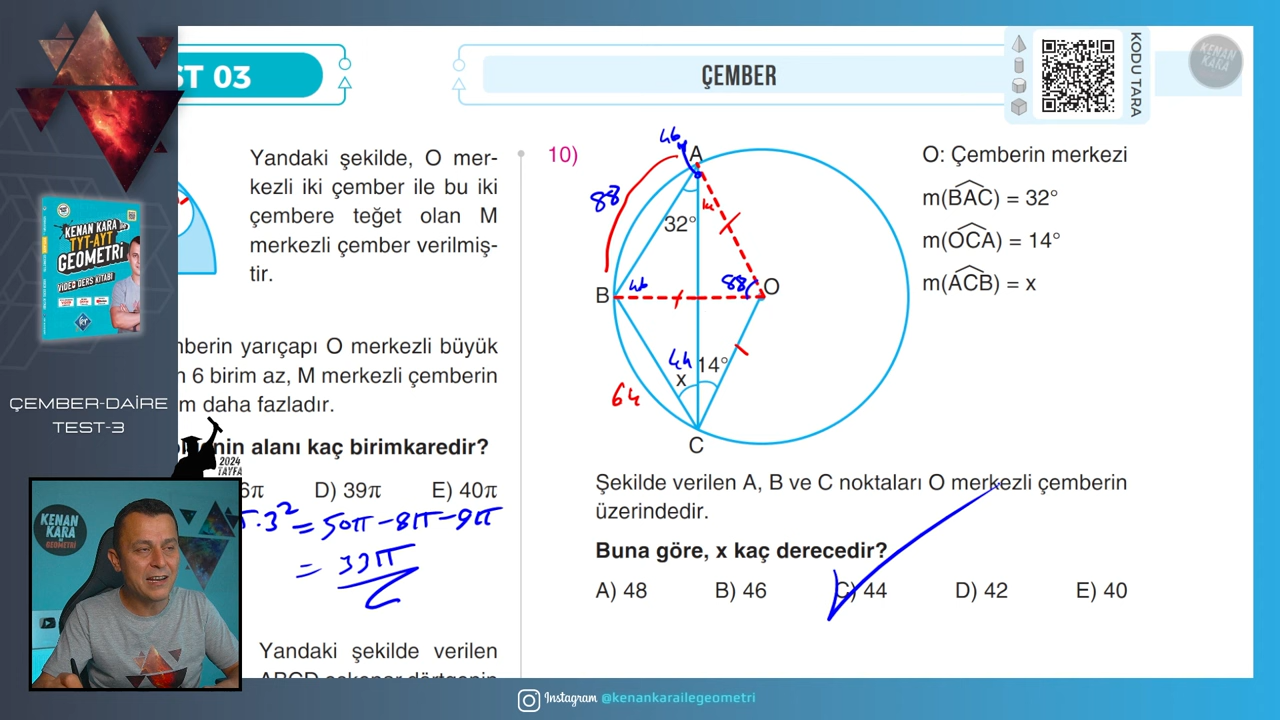 ST 03
ÇEMBER
KODU TARA
KENAN
KARA
Yandaki şekilde, O mer-
kezli iki çember ile bu iki
çembere teğet olan M
merkezli çember verilmiş-
tir.
mberin yarıçapı O merkezli büyük
n 6 birim az, M merkezli çemberin
m daha fazladır.
nin alanı kaç birimkaredir?
6π D) 39π E) 40π
π.3² = 50π-8π-9π
= 33π
Yandaki şekilde verilen
10)
46
A
88
32°
B
46
88
O
44
14°
x
64
C
O: Çemberin merkezi
m(BAC) = 32°
m(OCA) = 14°
m(ACB) = x
Şekilde verilen A, B ve C noktaları O merkezli çemberin
üzerindedir.
Buna göre, x kaç derecedir?
A) 48 B) 46 C) 44 D) 42 E) 40
KENAN KARA
TYT-AYT
GEOMETRİ
VİDEO DERS KİTABI
ÇEMBER-DAİRE
TEST-3
2024
TAYFA
KENAN
KARA
GEOMETRİ
Instagram @kenankarailegeometri